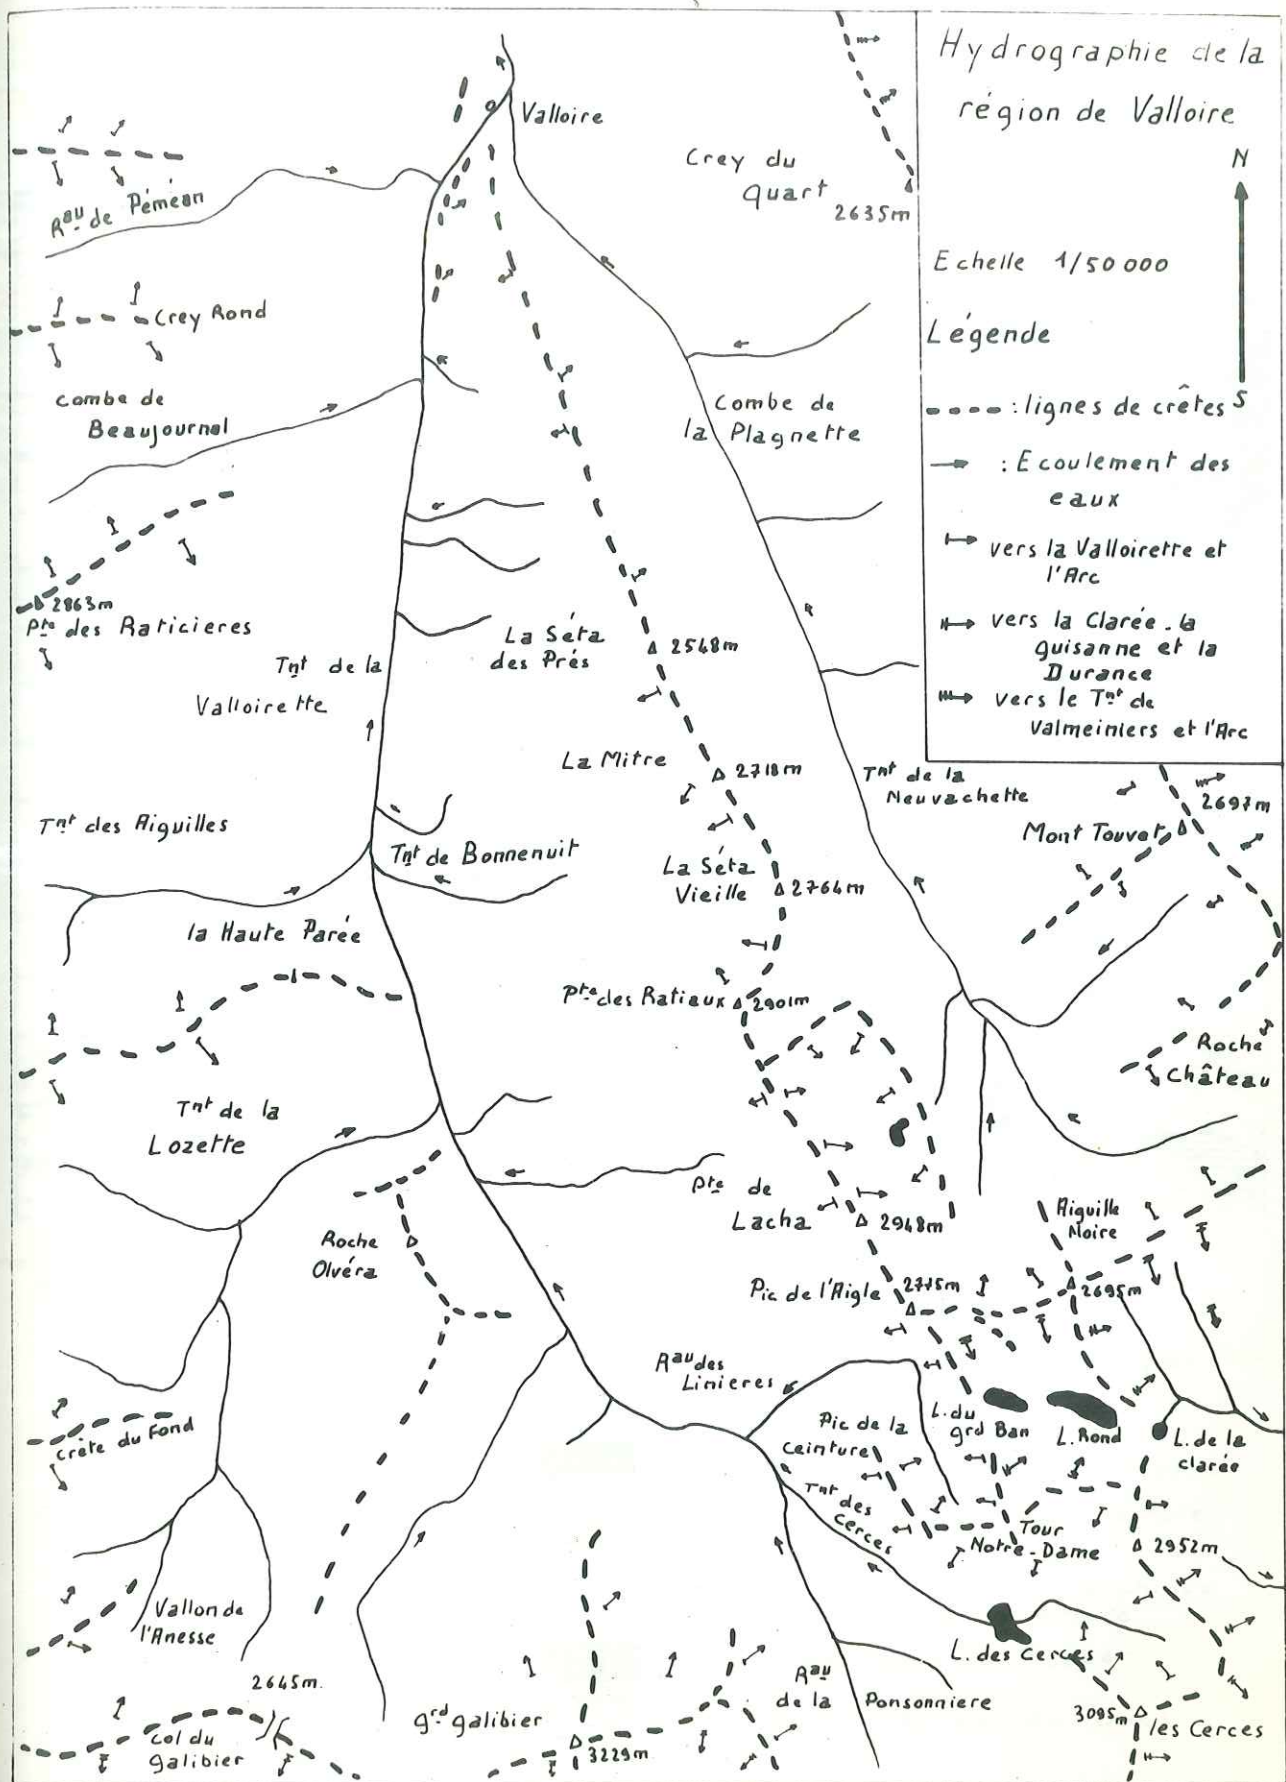 Hydrographie de la
région de Valloire
N
S
Echelle 1/50 000
Légende
: lignes de crêtes
: Ecoulement des
eaux
vers la Valloirette et
l'Arc
vers la Clarée. la
guisanne et la
Durance
vers le Tnt de
Valmeiniers et l'Arc
Valloire
Crey du
quart
2635m
Rau de Péméan
Crey Rond
Combe de
Beaujournal
Combe de
la Plagnette
2863m
Pte des Raticieres
La Séta
des Prés
2548m
Tnt de la
Valloirette
La Mitre
2718m
Tnt de la
Neuvachette
2697m
Mont Touvet
Tnt des Aiguilles
Tnt de Bonnenuit
La Séta
Vieille
2764m
la Haute Parée
Pte des Ratiaux
2901m
Roche
Château
Tnt de la
Lozette
Pte de
Lacha
2948m
Aiguille
Noire
2695m
Roche
Olvéra
Pic de l'Aigle
2775m
Rau des
Linieres
Pic de la
ceinture
L. du
grd Ban
L. Rond
L. de la
clarée
Crête du Fond
Tnt des
Cerces
Tour
Notre-Dame
2952m
Vallon de
l'Anesse
L. des Cerces
2645m.
Col du
galibier
grd galibier
3229m
Rau
de la Ponsonniere
3095m
les Cerces